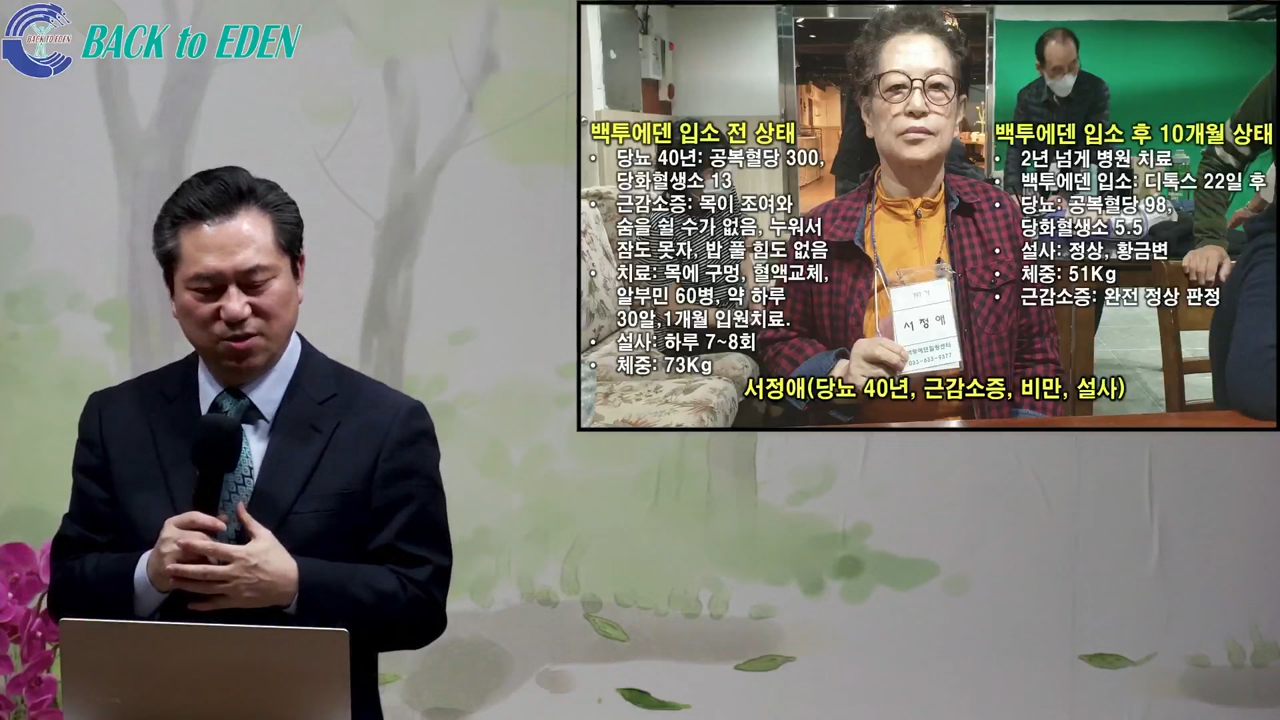 BACK TO EDEN
BACK to EDEN
백투에덴 입소 전 상태
• 당뇨 40년: 공복혈당 300,
당화혈생소 13
• 근감소증: 목이 조여와
숨을 쉴 수가 없음, 누워서
잠도 못자, 밥 풀 힘도 없음
• 치료: 목에 구멍, 혈액교체,
알부민 60병, 약 하루
30알,1개월 입원치료.
• 설사: 하루 7~8회
• 체중: 73Kg
백투에덴 입소 후 10개월 상태
• 2년 넘게 병원 치료
• 백투에덴 입소: 디톡스 22일 후
• 당뇨: 공복혈당 98,
당화혈생소 5.5
• 설사: 정상, 황금변
• 체중: 51Kg
• 근감소증: 완전 정상 판정
서정애
서정애(당뇨 40년, 근감소증, 비만, 설사)